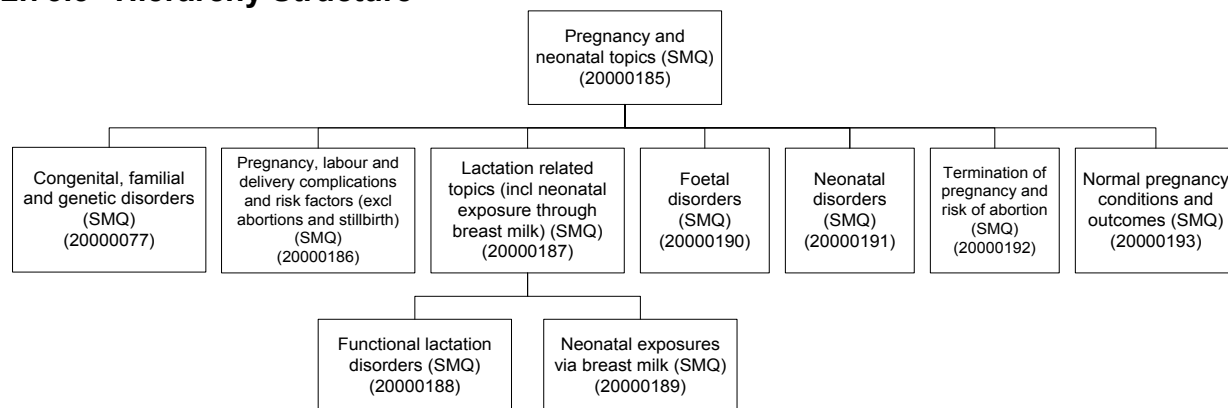 Hierarchy Structure
Pregnancy and
neonatal topics (SMQ)
(20000185)
Congenital, familial
and genetic disorders
(SMQ)
(20000077)
Pregnancy, labour and
delivery complications
and risk factors (excl
abortions and stillbirth)
(SMQ)
(20000186)
Lactation related
topics (incl neonatal
exposure through
breast milk) (SMQ)
(20000187)
Foetal
disorders
(SMQ)
(20000190)
Neonatal
disorders
(SMQ)
(20000191)
Termination of
pregnancy and
risk of abortion
(SMQ)
(20000192)
Normal pregnancy
conditions and
outcomes (SMQ)
(20000193)
Functional lactation
disorders (SMQ)
(20000188)
Neonatal exposures
via breast milk (SMQ)
(20000189)